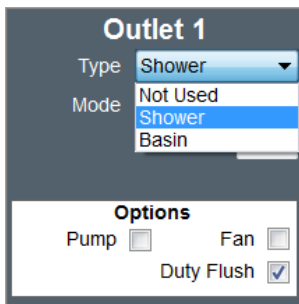 Outlet 1
Type Shower
Not Used
Mode
Shower
Basin
Options
Pump Fan
Duty Flush